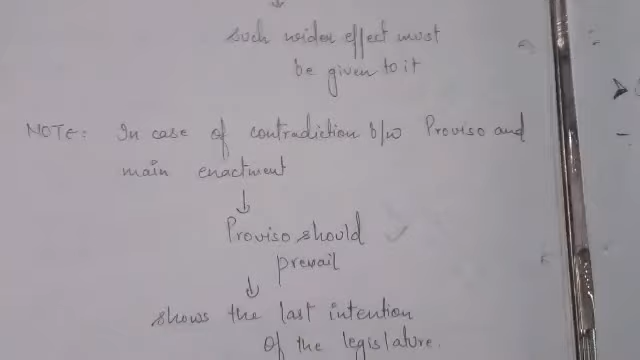 ↓
such wider effect must
be given to it
NOTE: In case of contradiction b/w Proviso and
main enactment
↓
Proviso should
prevail
↓
shows the last intention
of the legislature.